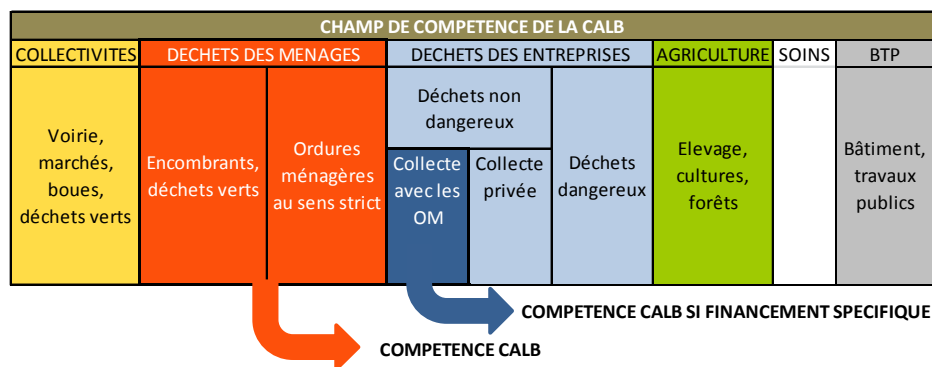 CHAMP DE COMPETENCE DE LA CALB
COLLECTIVITES
DECHETS DES MENAGES
DECHETS DES ENTREPRISES
AGRICULTURE
SOINS
BTP
Voirie,
marchés,
boues,
déchets verts
Encombrants,
déchets verts
Ordures
ménagères
au sens strict
Déchets non
dangereux
Collecte
avec les
OM
Collecte
privée
Déchets
dangereux
Elevage,
cultures,
forêts
Bâtiment,
travaux
publics
COMPETENCE CALB SI FINANCEMENT SPECIFIQUE
COMPETENCE CALB